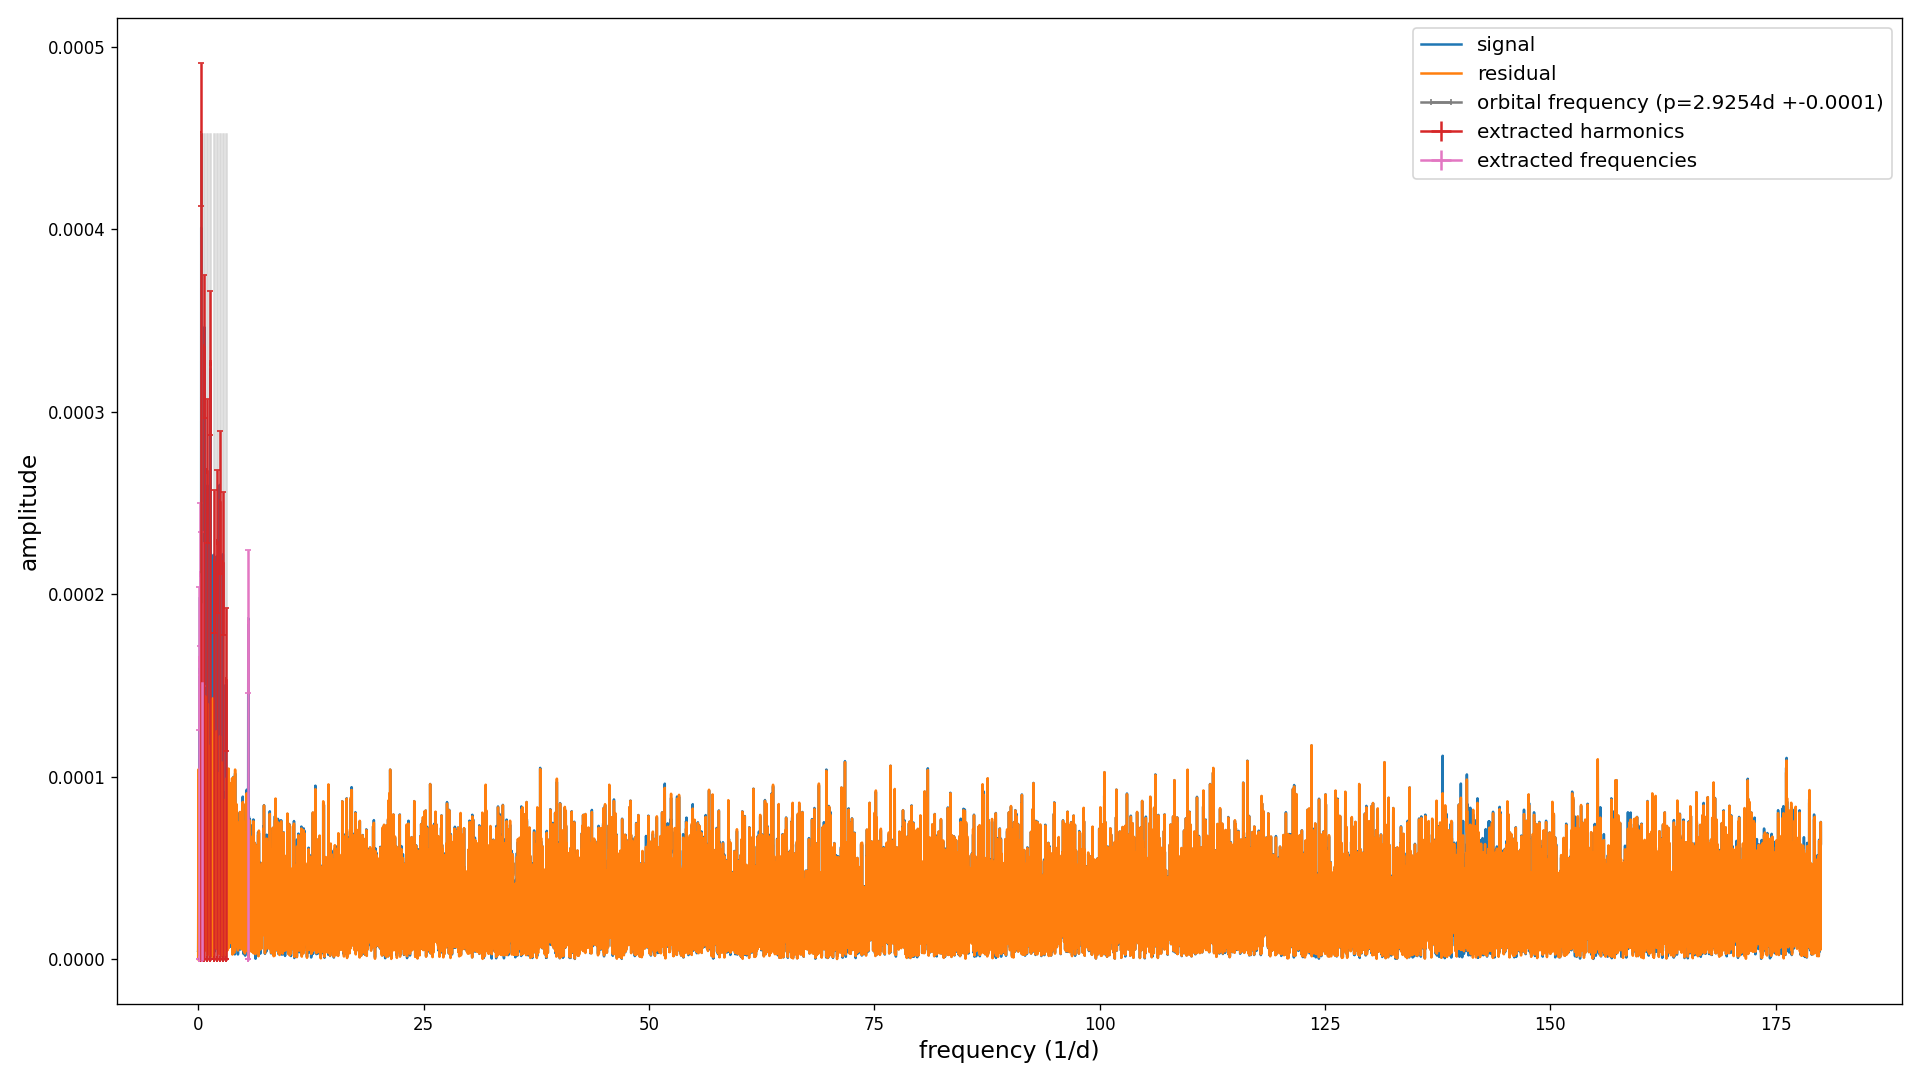 signal
residual
orbital frequency (p=2.9254d +-0.0001)
extracted harmonics
extracted frequencies
0.0005
0.0004
0.0003
0.0002
0.0001
0.0000
amplitude
0 25 50 75 100 125 150 175
frequency (1/d)